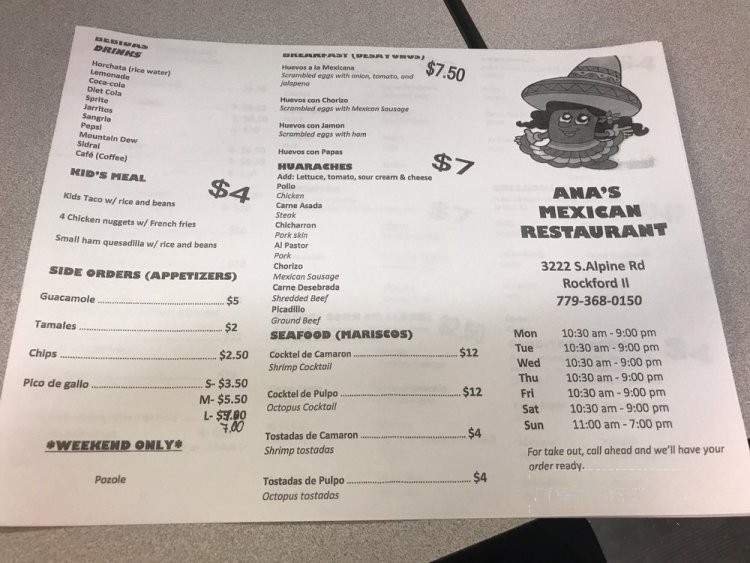 BEBIDAS
DRINKS
Horchata (rice water)
Lemonade
Coca-cola
Diet Cola
Sprite
Jarritos
Sangria
Pepsi
Mountain Dew
Sidral
Café (Coffee)
KID'S MEAL
$4
Kids Taco w/ rice and beans
4 Chicken nuggets w/ French fries
Small ham quesadilla w/ rice and beans
SIDE ORDERS (APPETIZERS)
Guacamole $5
Tamales $2
Chips $2.50
Pico de gallo S- $3.50
M- $5.50
L-
7.00
*WEEKEND ONLY*
Pozole
BREAKFAST (DESAYUNOS)
$7.50
Huevos a la Mexicana
Scrambled eggs with onion, tomato, and
jalapeno
Huevos con Chorizo
Scrambled eggs with Mexican Sausage
Huevos con Jamon
Scrambled eggs with ham
Huevos con Papas
HUARACHES
$7
Add: Lettuce, tomato, sour cream & cheese
Pollo
Chicken
Carne Asada
Steak
Chicharron
Pork skin
Al Pastor
Pork
Chorizo
Mexican Sausage
Carne Desebrada
Shredded Beef
Picadillo
Ground Beef
SEAFOOD (MARISCOS)
Cocktel de Camaron $12
Shrimp Cocktail
Cocktel de Pulpo $12
Octopus Cocktail
Tostadas de Camaron $4
Shrimp tostadas
Tostadas de Pulpo $4
Octopus tostadas
ANA'S
MEXICAN
RESTAURANT
3222 S.Alpine Rd
Rockford Il
779-368-0150
Mon 10:30 am - 9:00 pm
Tue 10:30 am - 9:00 pm
Wed 10:30 am - 9:00 pm
Thu 10:30 am - 9:00 pm
Fri 10:30 am - 9:00 pm
Sat 10:30 am - 9:00 pm
Sun 11:00 am - 7:00 pm
For take out, call ahead and we'll have your
order ready.